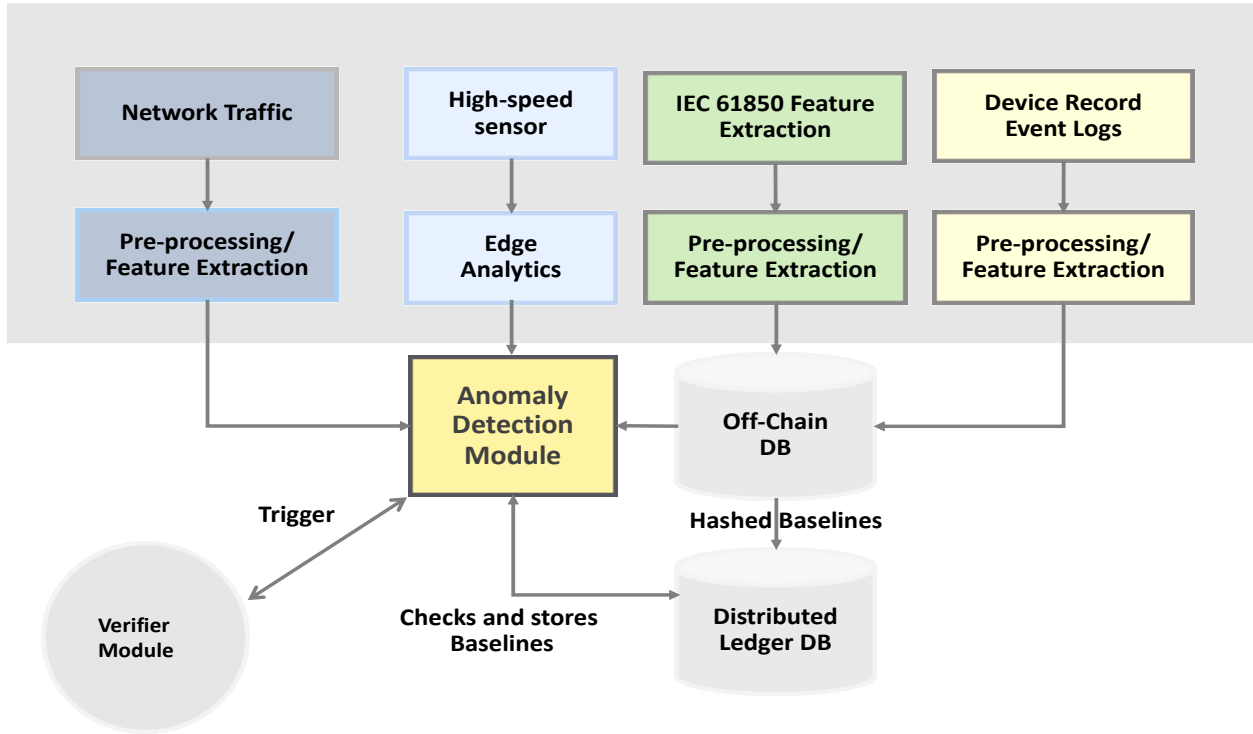 Network Traffic
High-speed
sensor
IEC 61850 Feature
Extraction
Device Record
Event Logs
Pre-processing/
Feature Extraction
Edge
Analytics
Pre-processing/
Feature Extraction
Pre-processing/
Feature Extraction
Anomaly
Detection
Module
Off-Chain
DB
Trigger
Hashed Baselines
Verifier
Module
Checks and stores
Baselines
Distributed
Ledger DB